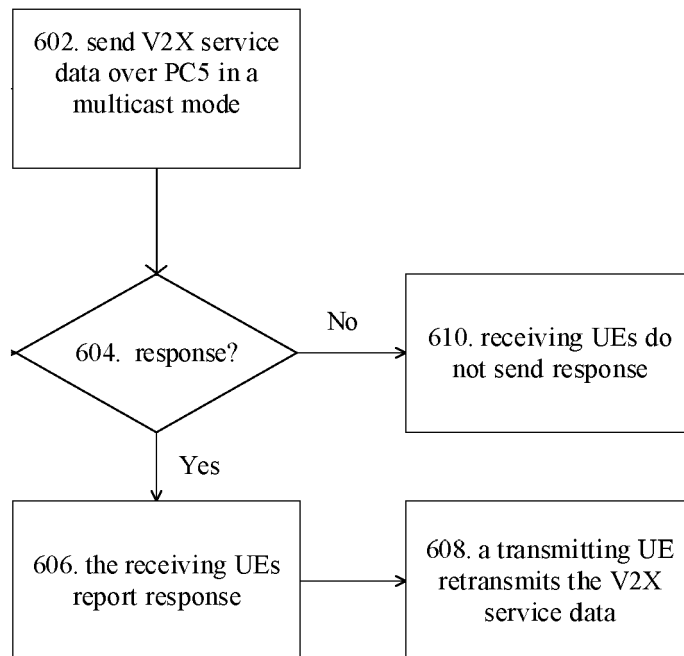 602. send V2X service
data over PC5 in a
multicast mode
604. response?
No
610. receiving UEs do
not send response
Yes
606. the receiving UEs
report response
608. a transmitting UE
retransmits the V2X
service data